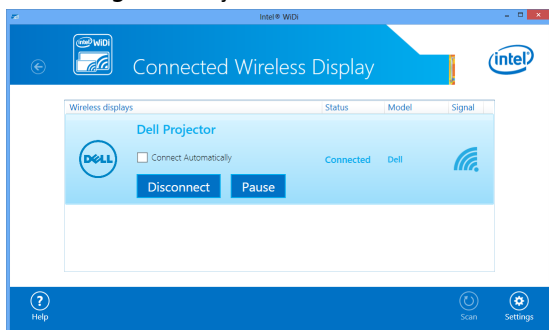 Intel® WiDi
intel WiDi
Connected Wireless Display
intel
Wireless displays Status Model Signal
Dell Projector
DELL
Connect Automatically Connected Dell
Disconnect Pause
Help Scan Settings